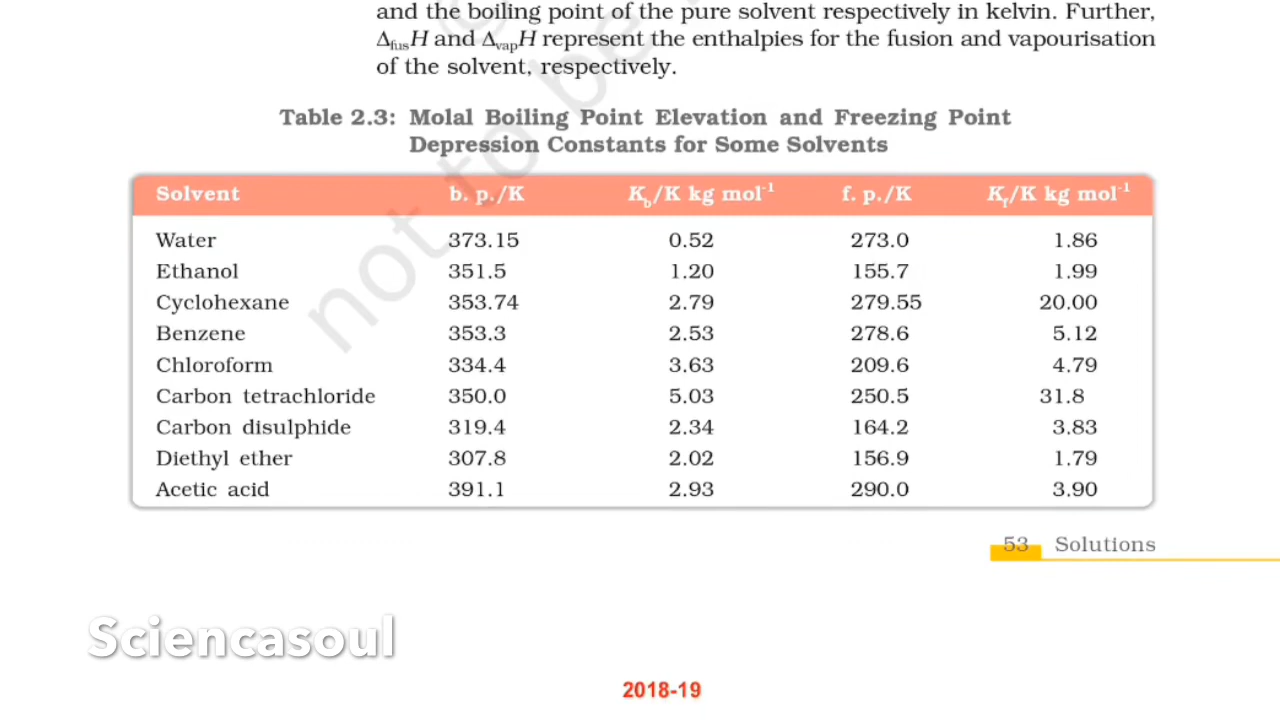 and the boiling point of the pure solvent respectively in kelvin. Further,
ΔfusH and ΔvapH represent the enthalpies for the fusion and vapourisation
of the solvent, respectively.
Table 2.3: Molal Boiling Point Elevation and Freezing Point
Depression Constants for Some Solvents
Solvent b. p./K Kb/K kg mol⁻¹ f. p./K Kf/K kg mol⁻¹
Water 373.15 0.52 273.0 1.86
Ethanol 351.5 1.20 155.7 1.99
Cyclohexane 353.74 2.79 279.55 20.00
Benzene 353.3 2.53 278.6 5.12
Chloroform 334.4 3.63 209.6 4.79
Carbon tetrachloride 350.0 5.03 250.5 31.8
Carbon disulphide 319.4 2.34 164.2 3.83
Diethyl ether 307.8 2.02 156.9 1.79
Acetic acid 391.1 2.93 290.0 3.90
not to be
53 Solutions
Sciencasoul
2018-19